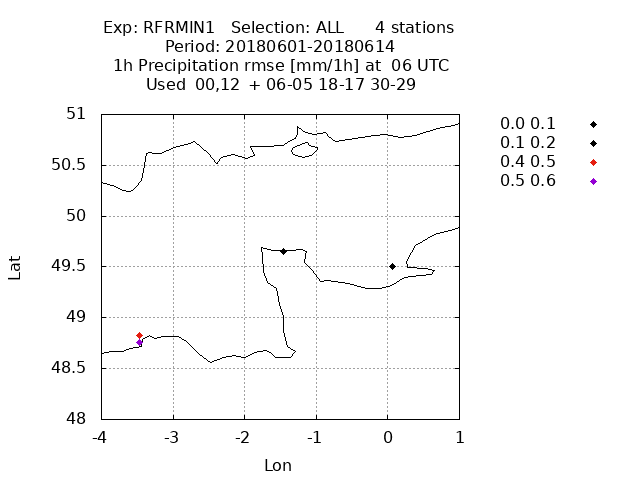 Exp: RFRMIN1   Selection: ALL      4 stations
Period: 20180601-20180614
1h Precipitation rmse [mm/1h] at  06 UTC
Used  00,12  + 06-05 18-17 30-29
51
50.5
50
49.5
49
48.5
48
-4 -3 -2 -1 0 1
Lat
Lon
0.0 0.1
0.1 0.2
0.4 0.5
0.5 0.6